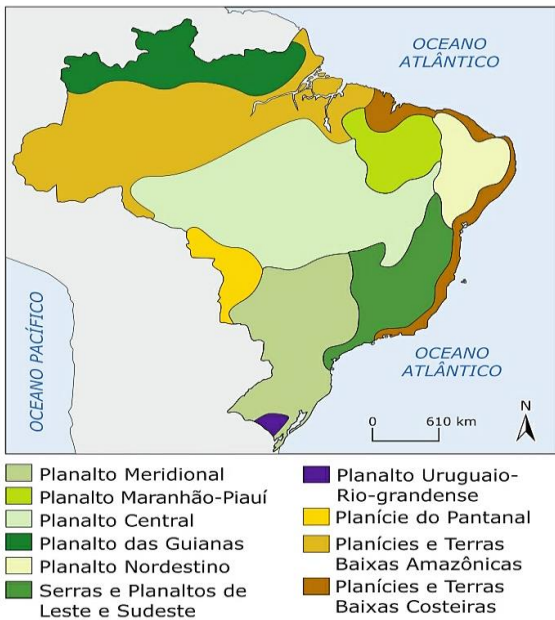 OCEANO
ATLÂNTICO
OCEANO PACÍFICO
OCEANO
ATLÂNTICO
N
0 610 km
Planalto Meridional
Planalto Maranhão-Piauí
Planalto Central
Planalto das Guianas
Planalto Nordestino
Serras e Planaltos de
Leste e Sudeste
Planalto Uruguaio-
Rio-grandense
Planície do Pantanal
Planícies e Terras
Baixas Amazônicas
Planícies e Terras
Baixas Costeiras